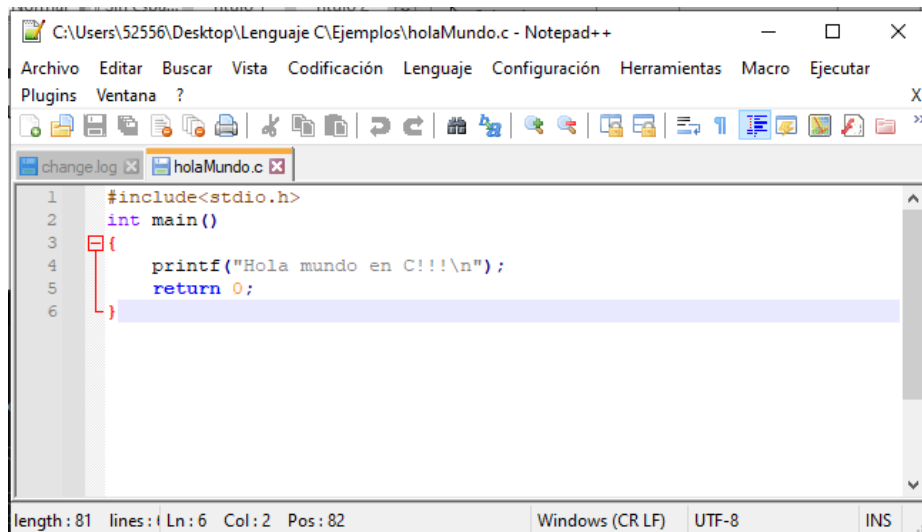 C:\Users\52556\Desktop\Lenguaje C\Ejemplos\holaMundo.c - Notepad++
Archivo Editar Buscar Vista Codificación Lenguaje Configuración Herramientas Macro Ejecutar
Plugins Ventana ? X
change.log holaMundo.c
1 #include<stdio.h>
2 int main()
3 {
4 printf("Hola mundo en C!!!\n");
5 return 0;
6 }
length : 81 lines : Ln : 6 Col : 2 Pos : 82 Windows (CR LF) UTF-8 INS